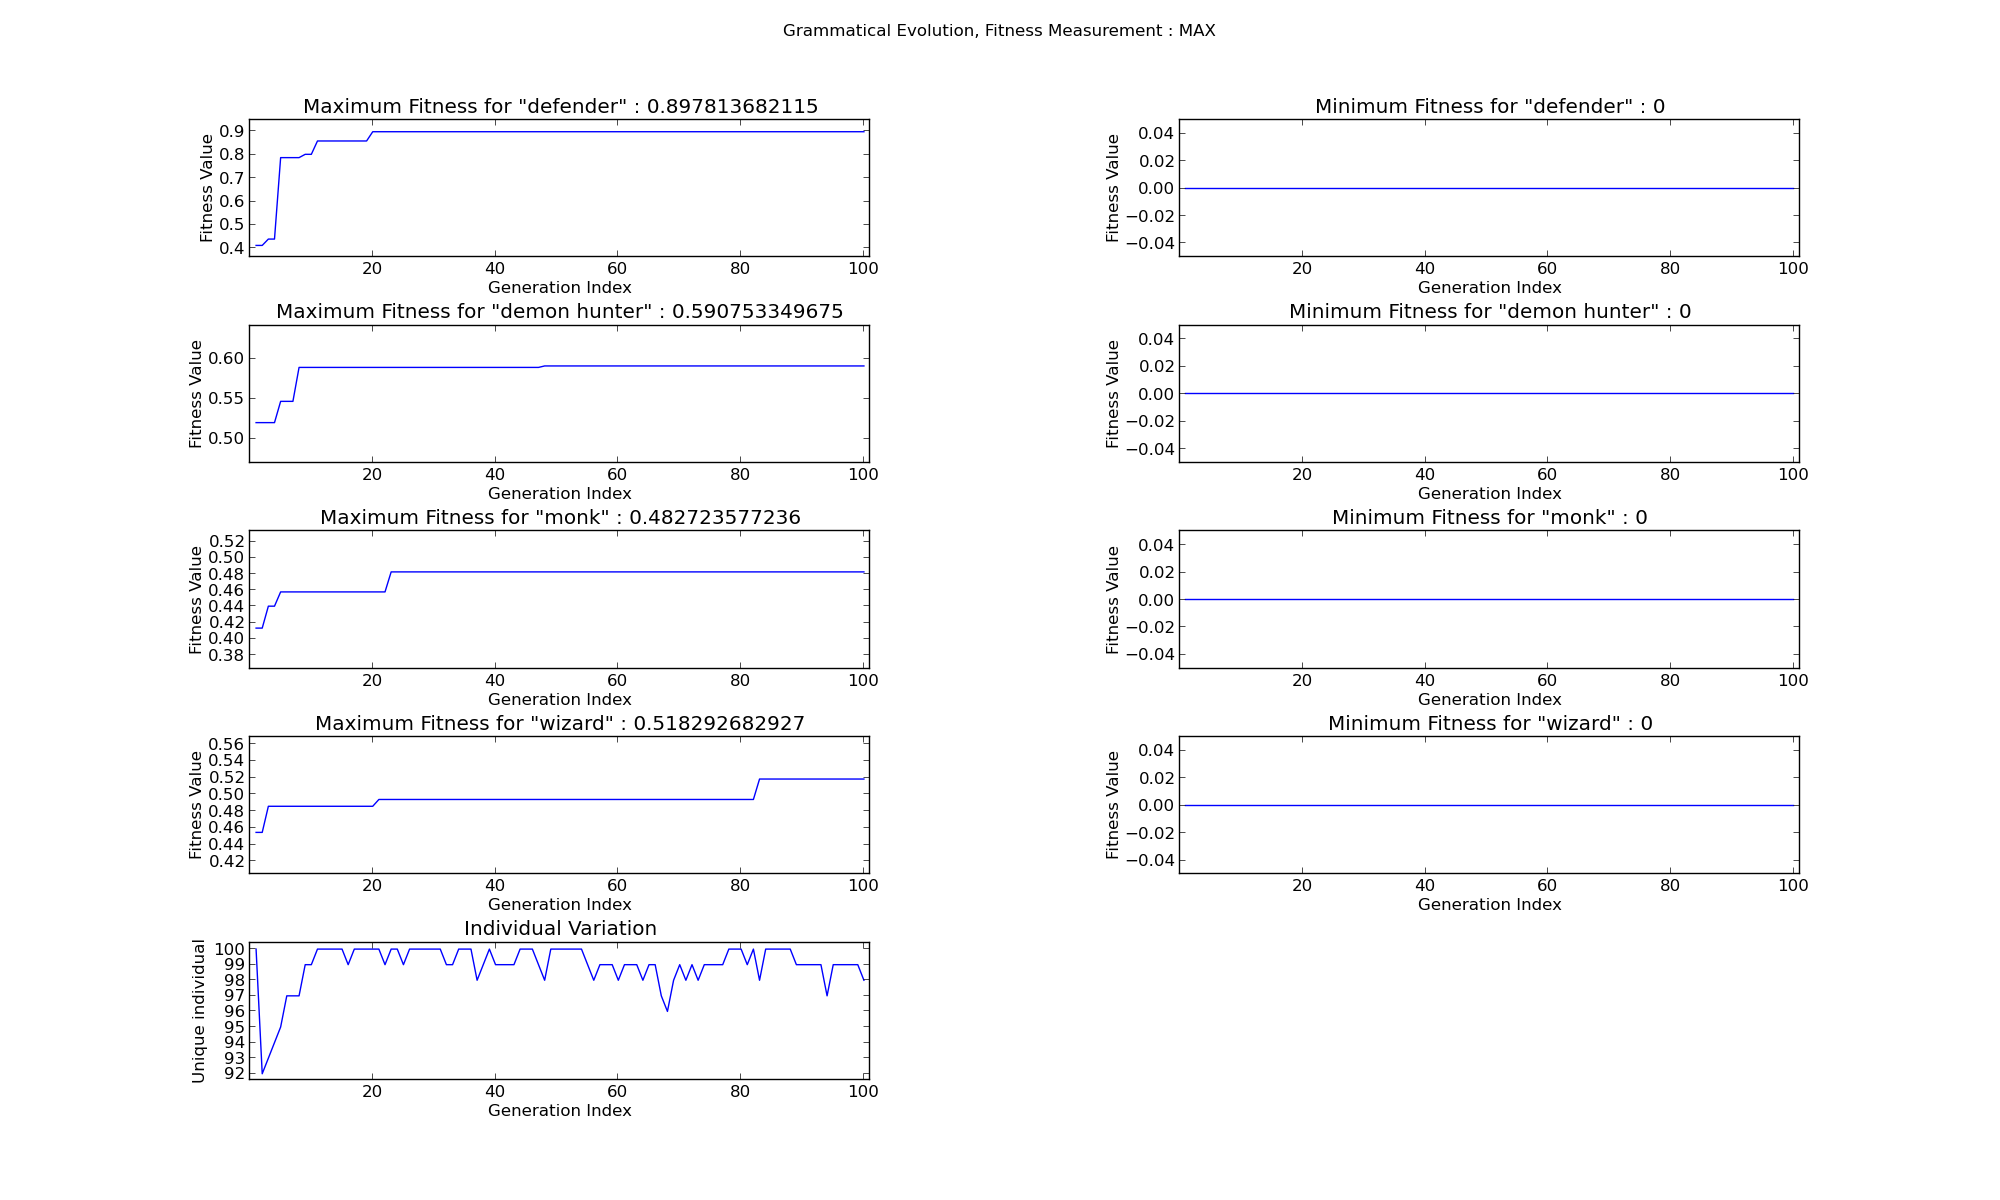 Grammatical Evolution, Fitness Measurement : MAX
Maximum Fitness for "defender" : 0.897813682115
Fitness Value
0.9
0.8
0.7
0.6
0.5
0.4
20 40 60 80 100
Generation Index
Minimum Fitness for "defender" : 0
Fitness Value
0.04
0.02
0.00
−0.02
−0.04
20 40 60 80 100
Generation Index
Maximum Fitness for "demon hunter" : 0.590753349675
Fitness Value
0.60
0.55
0.50
20 40 60 80 100
Generation Index
Minimum Fitness for "demon hunter" : 0
Fitness Value
0.04
0.02
0.00
−0.02
−0.04
20 40 60 80 100
Generation Index
Maximum Fitness for "monk" : 0.482723577236
Fitness Value
0.52
0.50
0.48
0.46
0.44
0.42
0.40
0.38
20 40 60 80 100
Generation Index
Minimum Fitness for "monk" : 0
Fitness Value
0.04
0.02
0.00
−0.02
−0.04
20 40 60 80 100
Generation Index
Maximum Fitness for "wizard" : 0.518292682927
Fitness Value
0.56
0.54
0.52
0.50
0.48
0.46
0.44
0.42
20 40 60 80 100
Generation Index
Minimum Fitness for "wizard" : 0
Fitness Value
0.04
0.02
0.00
−0.02
−0.04
20 40 60 80 100
Generation Index
Individual Variation
Unique individual
100
99
98
97
96
95
94
93
92
20 40 60 80 100
Generation Index